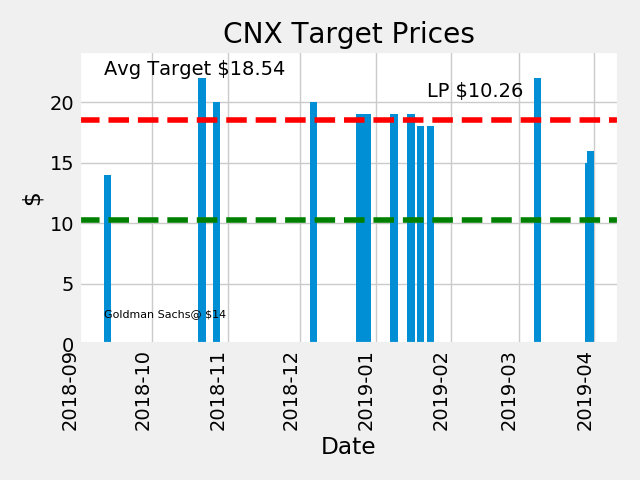 CNX Target Prices
Avg Target $18.54
LP $10.26
20
15
10
5
0
$
Goldman Sachs@ $14
2018-09
2018-10
2018-11
2018-12
2019-01
2019-02
2019-03
2019-04
Date